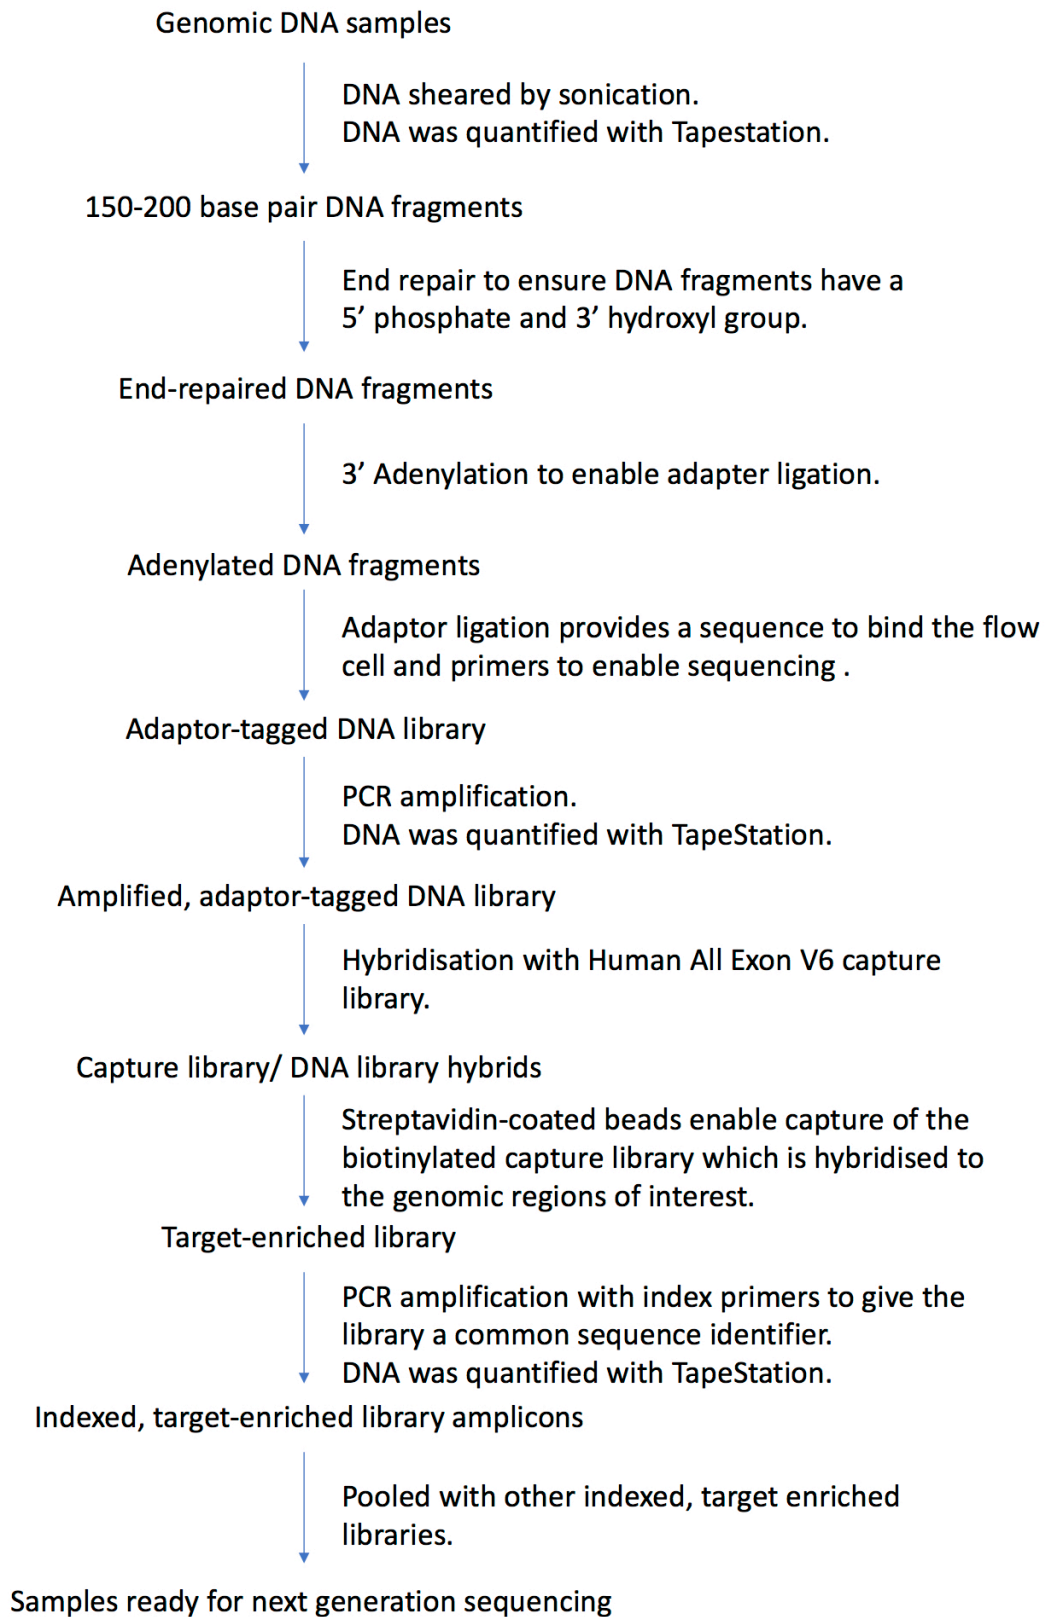 Genomic DNA samples
DNA sheared by sonication.
DNA was quantified with Tapestation.
150-200 base pair DNA fragments
End repair to ensure DNA fragments have a
5’ phosphate and 3’ hydroxyl group.
End-repaired DNA fragments
3’ Adenylation to enable adapter ligation.
Adenylated DNA fragments
Adaptor ligation provides a sequence to bind the flow
cell and primers to enable sequencing .
Adaptor-tagged DNA library
PCR amplification.
DNA was quantified with TapeStation.
Amplified, adaptor-tagged DNA library
Hybridisation with Human All Exon V6 capture
library.
Capture library/ DNA library hybrids
Streptavidin-coated beads enable capture of the
biotinylated capture library which is hybridised to
the genomic regions of interest.
Target-enriched library
PCR amplification with index primers to give the
library a common sequence identifier.
DNA was quantified with TapeStation.
Indexed, target-enriched library amplicons
Pooled with other indexed, target enriched
libraries.
Samples ready for next generation sequencing